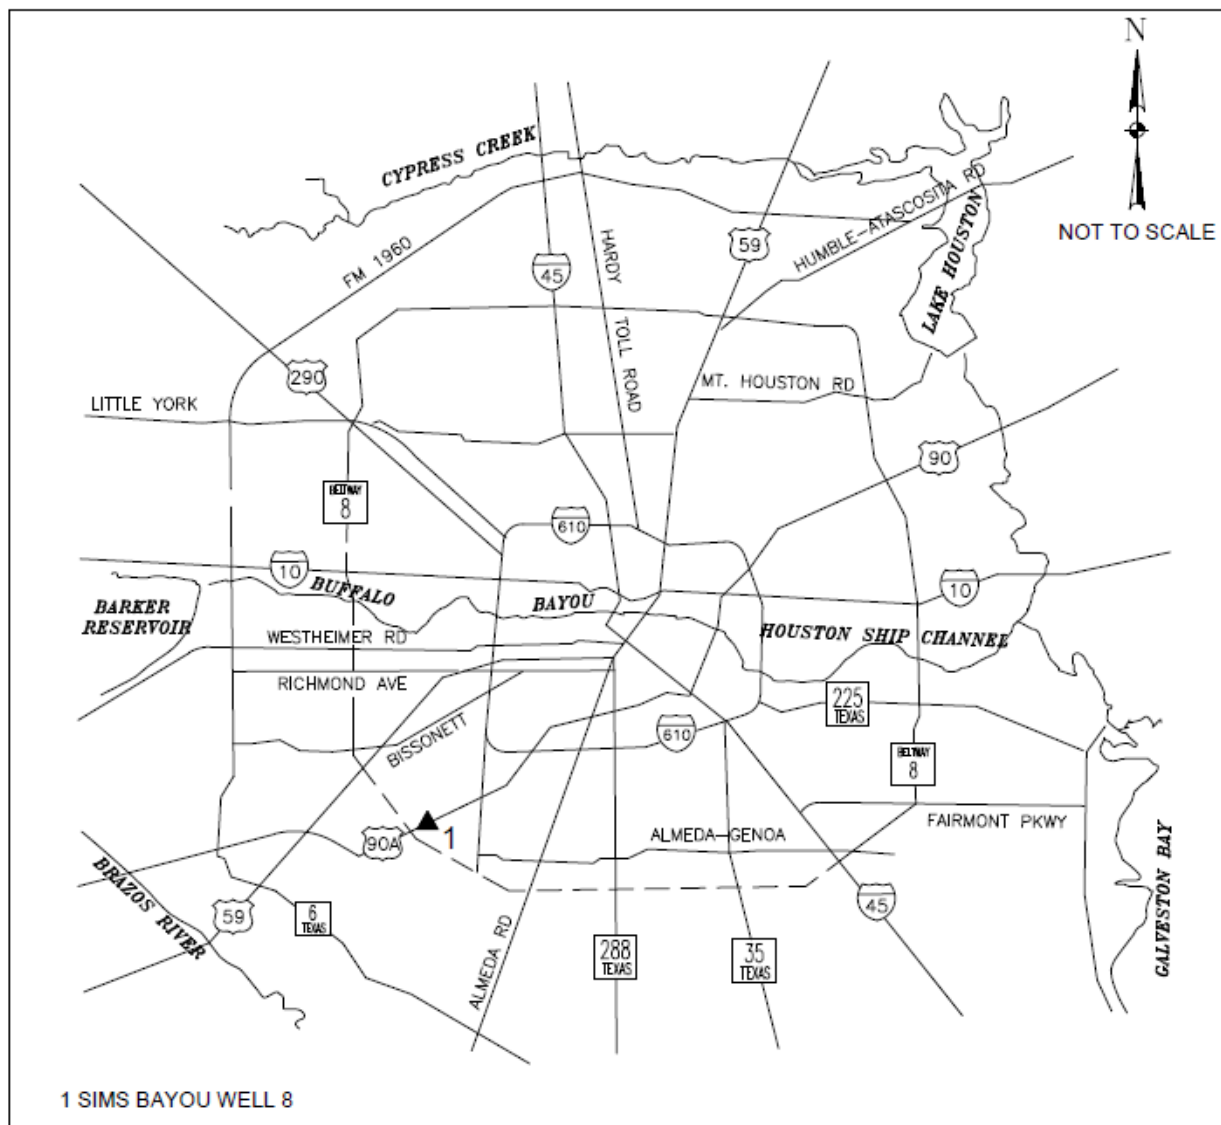 N
NOT TO SCALE
CYPRESS CREEK
FM 1960
45
HARDY
TOLL ROAD
59
HUMBLE-ATASCOSITA RD
LAKE HOUSTON
290
LITTLE YORK
MT. HOUSTON RD
90
BELTWAY
8
610
10
BUFFALO
BAYOU
10
BARKER
RESERVOIR
WESTHEIMER RD
HOUSTON SHIP CHANNEL
RICHMOND AVE
225
TEXAS
BISSONETT
610
BELTWAY
8
1
90A
ALMEDA-GENOA
FAIRMONT PKWY
BRAZOS RIVER
59
6
TEXAS
ALMEDA RD
288
TEXAS
35
TEXAS
45
GALVESTON BAY
1 SIMS BAYOU WELL 8